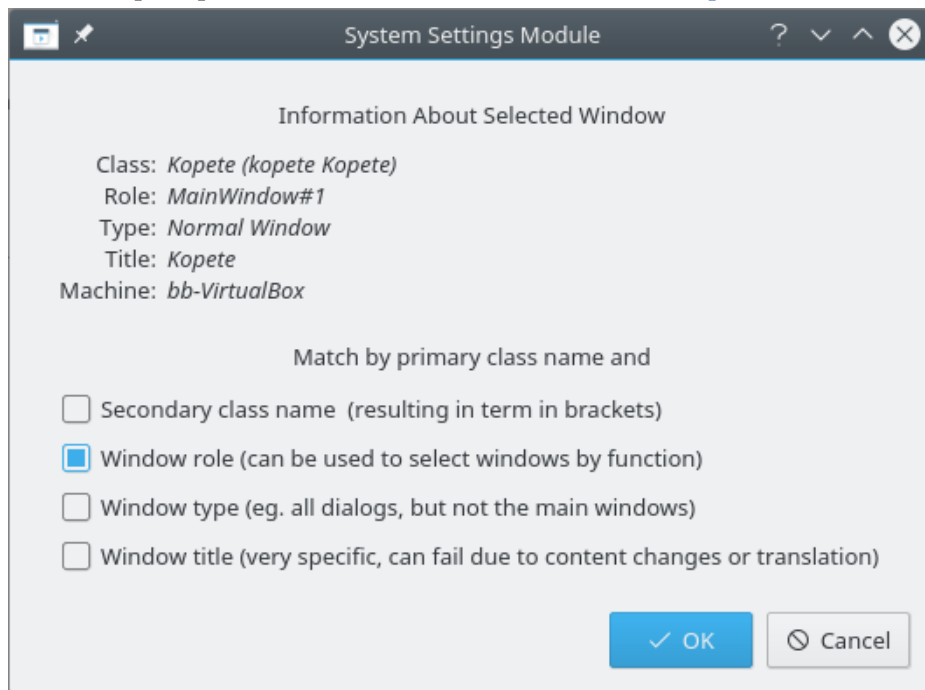 System Settings Module
Information About Selected Window
Class: Kopete (kopete Kopete)
Role: MainWindow#1
Type: Normal Window
Title: Kopete
Machine: bb-VirtualBox
Match by primary class name and
Secondary class name  (resulting in term in brackets)
Window role (can be used to select windows by function)
Window type (eg. all dialogs, but not the main windows)
Window title (very specific, can fail due to content changes or translation)
OK Cancel